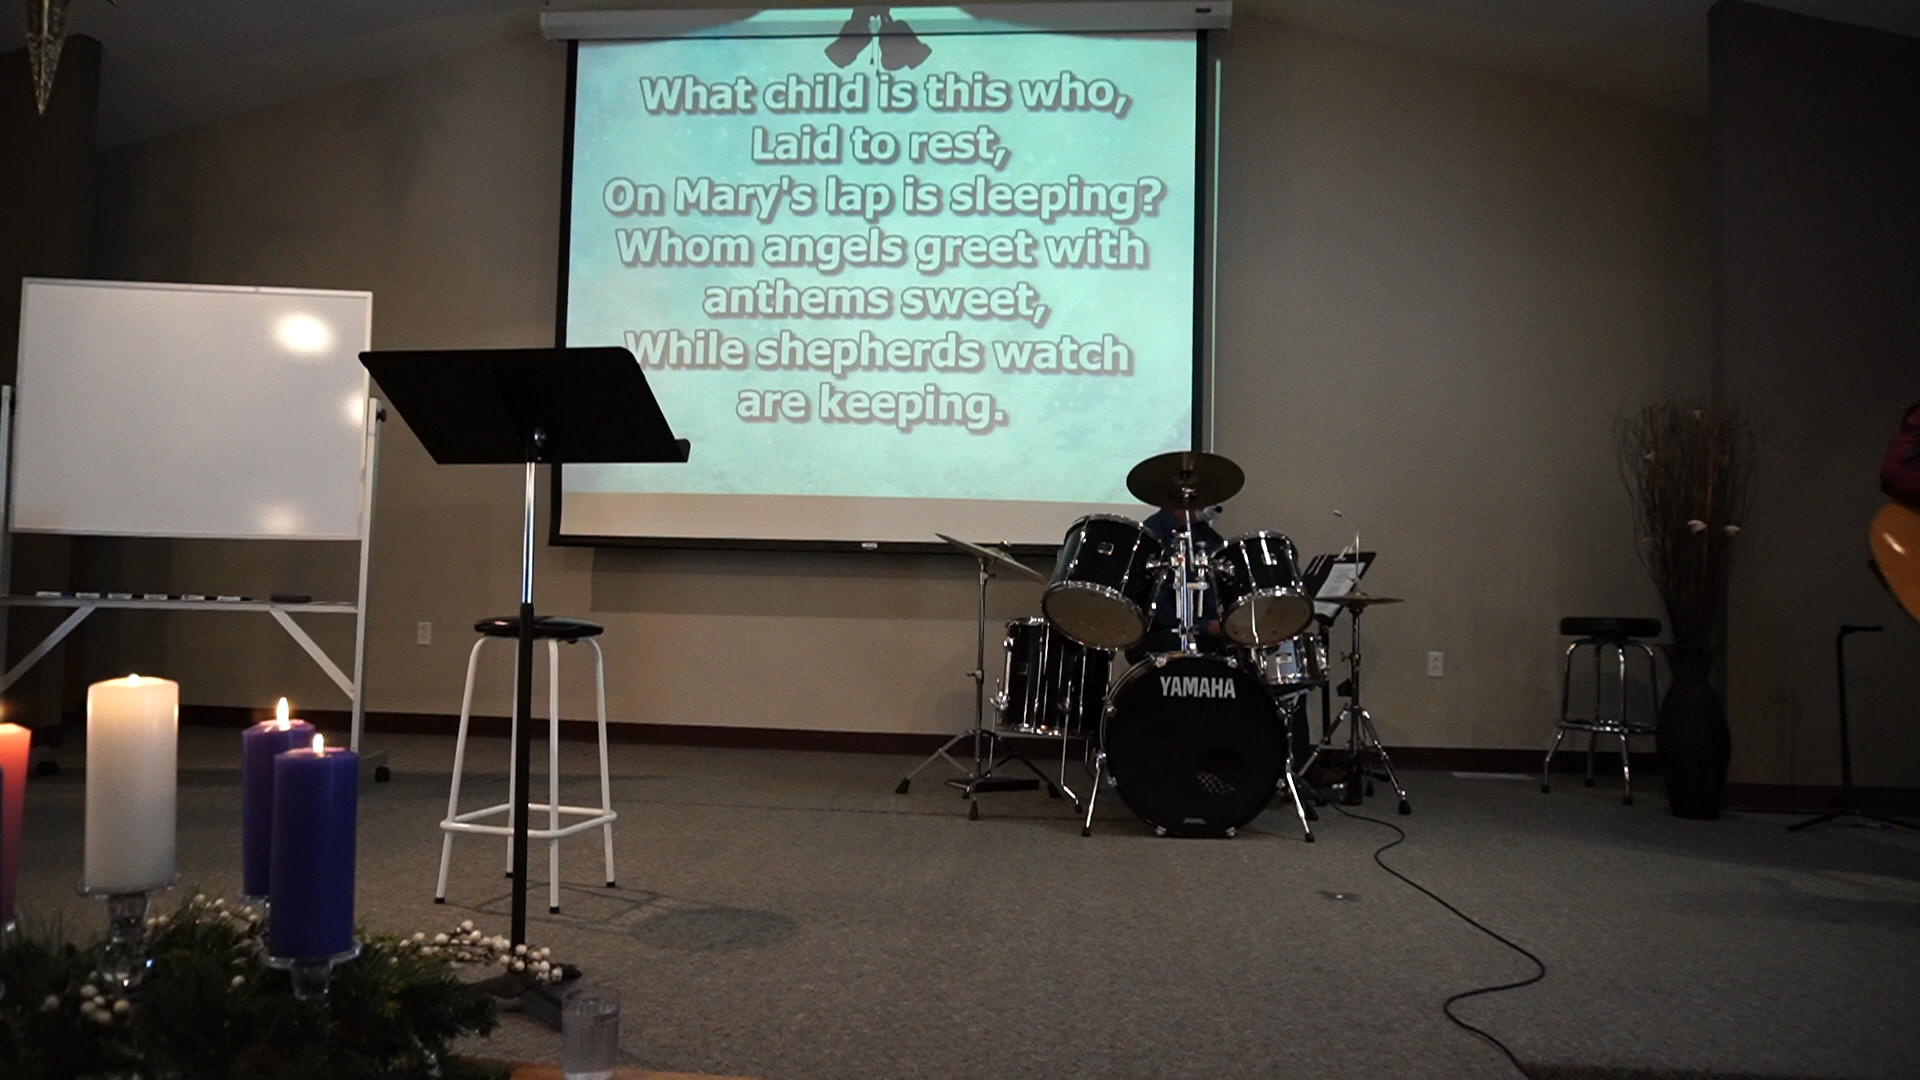 What child is this who,
Laid to rest,
On Mary's lap is sleeping?
Whom angels greet with
anthems sweet,
While shepherds watch
are keeping.
YAMAHA